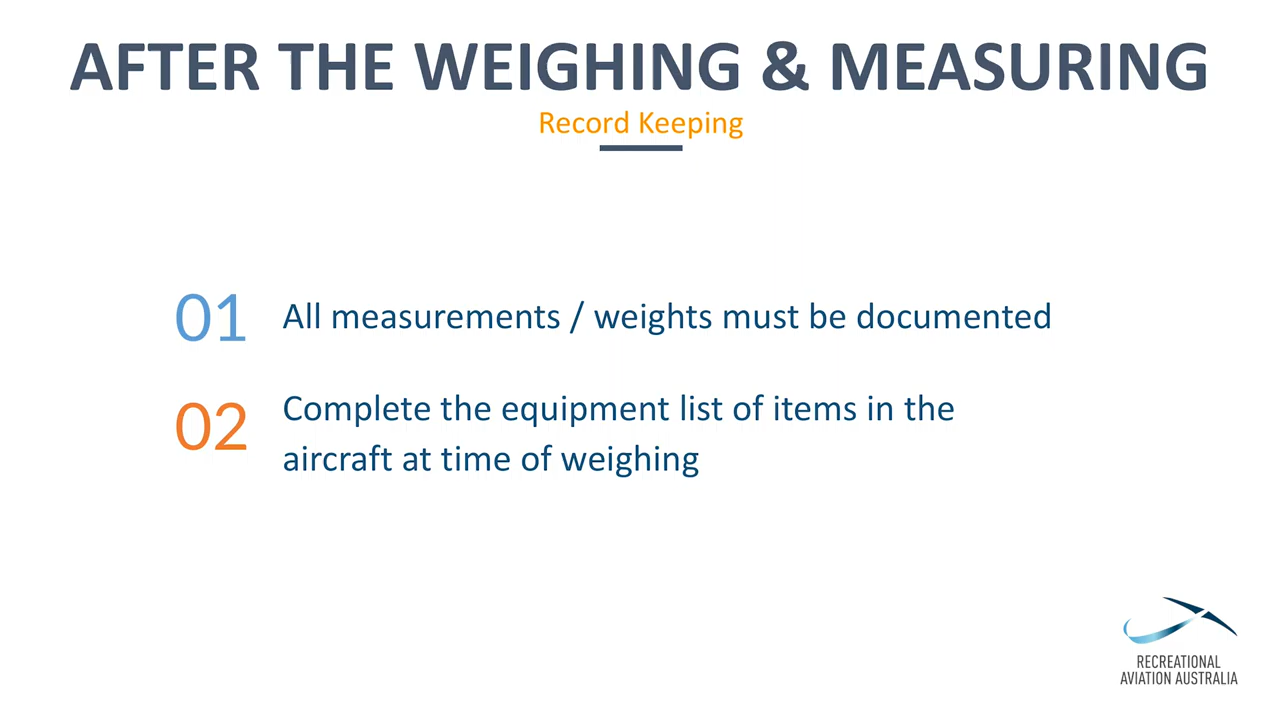 AFTER THE WEIGHING & MEASURING
Record Keeping
01 All measurements / weights must be documented
02 Complete the equipment list of items in the
aircraft at time of weighing
RECREATIONAL
AVIATION AUSTRALIA